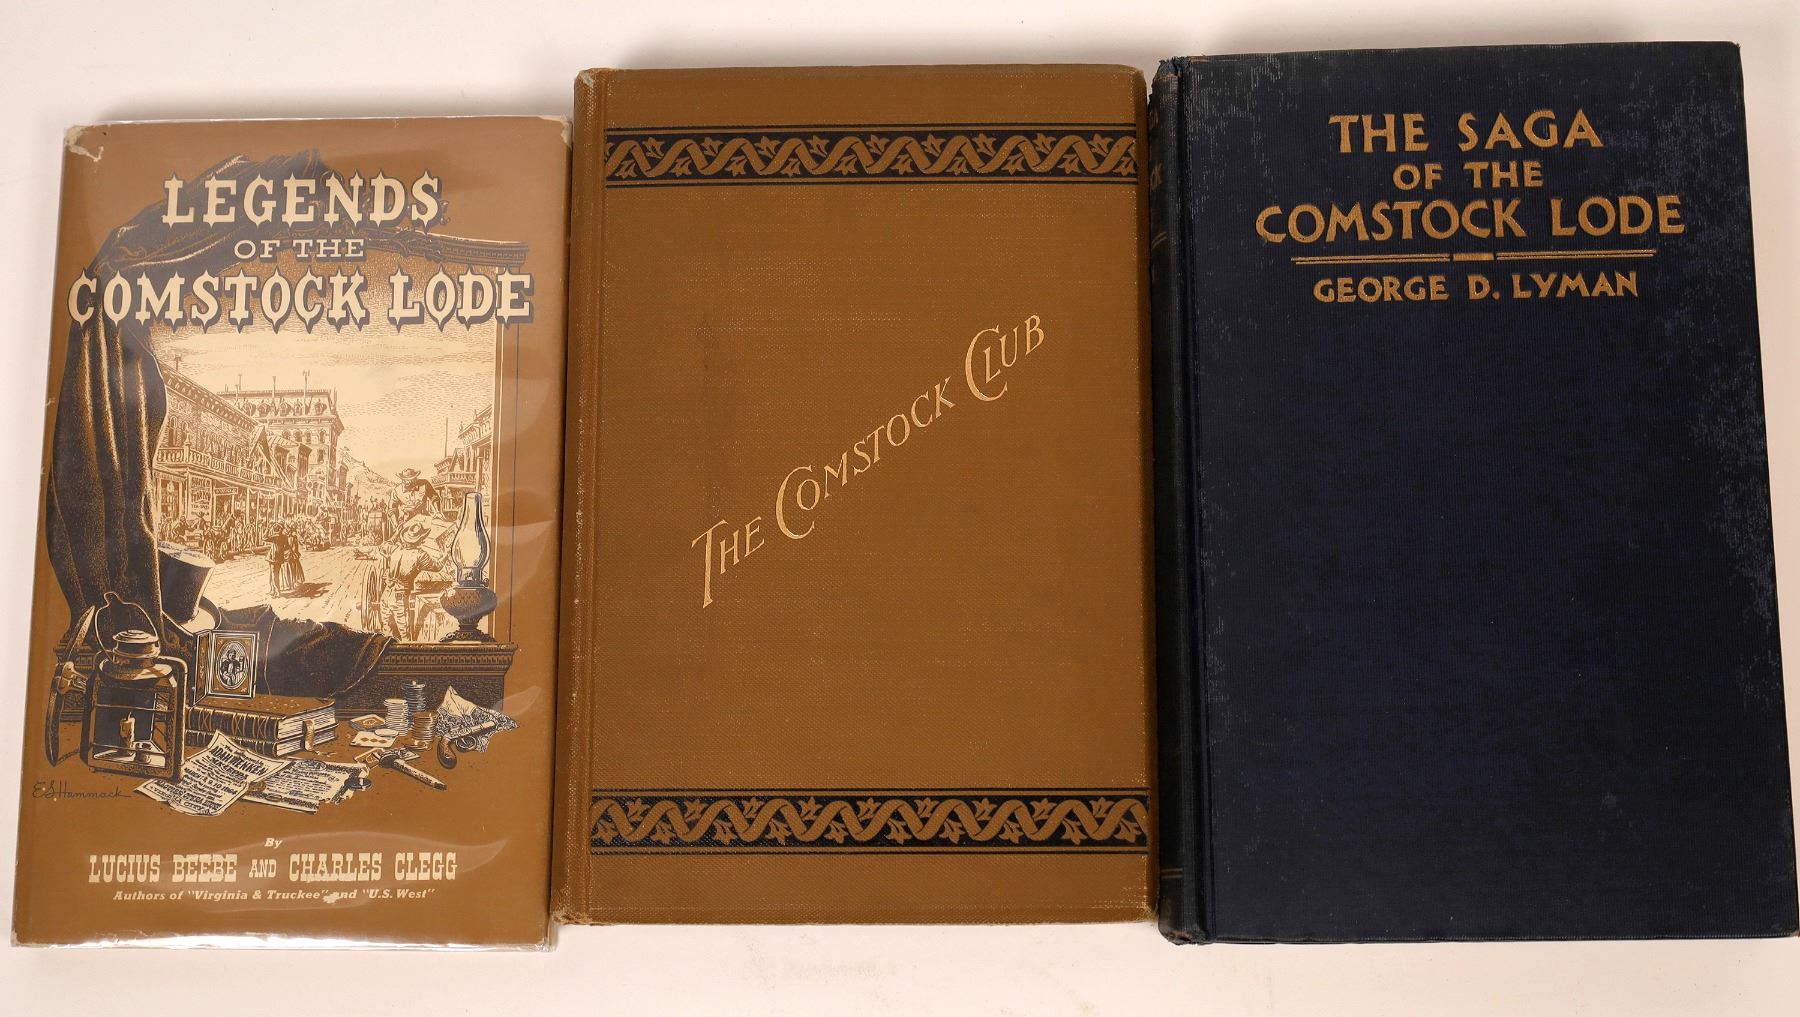 LEGENDS
OF THE
COMSTOCK LODE
E S Hammack
By
LUCIUS BEEBE AND CHARLES CLEGG
Authors of "Virginia & Truckee" and "U.S. West"
THE COMSTOCK CLUB
THE SAGA
OF THE
COMSTOCK LODE
GEORGE D. LYMAN